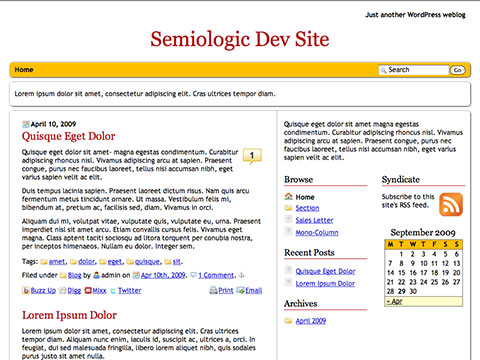 Just another WordPress weblog
Semiologic Dev Site
Home
Search
Go
Lorem ipsum dolor sit amet, consectetur adipiscing elit. Cras ultrices tempor diam.
April 10, 2009
Quisque Eget Dolor
1
Quisque eget dolor sit amet- magna egestas condimentum. Curabitur
adipiscing rhoncus nisl. Vivamus adipiscing arcu at sapien. Praesent
congue, purus nec faucibus laoreet, tellus nisi accumsan nibh, eget
varius sapien velit ac elit.
Duis tempus lacinia sapien. Praesent laoreet dictum risus. Nam quis arcu
fermentum metus tincidunt ornare. Ut massa. Vestibulum felis mi,
bibendum at, pretium ac, facilisis sed, diam. Vivamus in orci.
Aliquam dui mi, volutpat vitae, vulputate quis, vulputate eu, urna. Praesent
imperdiet nisl sit amet arcu. Etiam convallis cursus felis. Vivamus eget
magna. Class aptent taciti sociosqu ad litora torquent per conubia nostra,
per inceptos himenaeos. Nullam eu dolor. Integer sem.
Tags: amet, dolor, eget, quisque, sit.
Filed under Blog by admin on Apr 10th, 2009. 1 Comment.
Buzz Up Digg Mixx Twitter Print Email
Lorem Ipsum Dolor
Lorem ipsum dolor sit amet, consectetur adipiscing elit. Cras ultrices
tempor diam. Aliquam nunc enim, iaculis id, suscipit ac, ultrices a, orci. In
feugiat, dui sed malesuada fringilla, libero lorem aliquet nibh, quis sodales
justo sapien sit amet nulla.
Quisque eget dolor sit amet magna egestas
condimentum. Curabitur adipiscing rhoncus nisl.
Vivamus adipiscing arcu at sapien. Praesent
congue, purus nec faucibus laoreet, tellus nisi
accumsan nibh, eget varius sapien velit ac elit.
Browse
Home
Section
Sales Letter
Mono-Column
Recent Posts
Quisque Eget Dolor
Lorem Ipsum Dolor
Archives
April 2009
Syndicate
Subscribe to this
site's RSS feed.
September 2009
M T W T F S S
1 2 3 4 5 6
7 8 9 10 11 12 13
14 15 16 17 18 19 20
21 22 23 24 25 26 27
28 29 30
« Apr